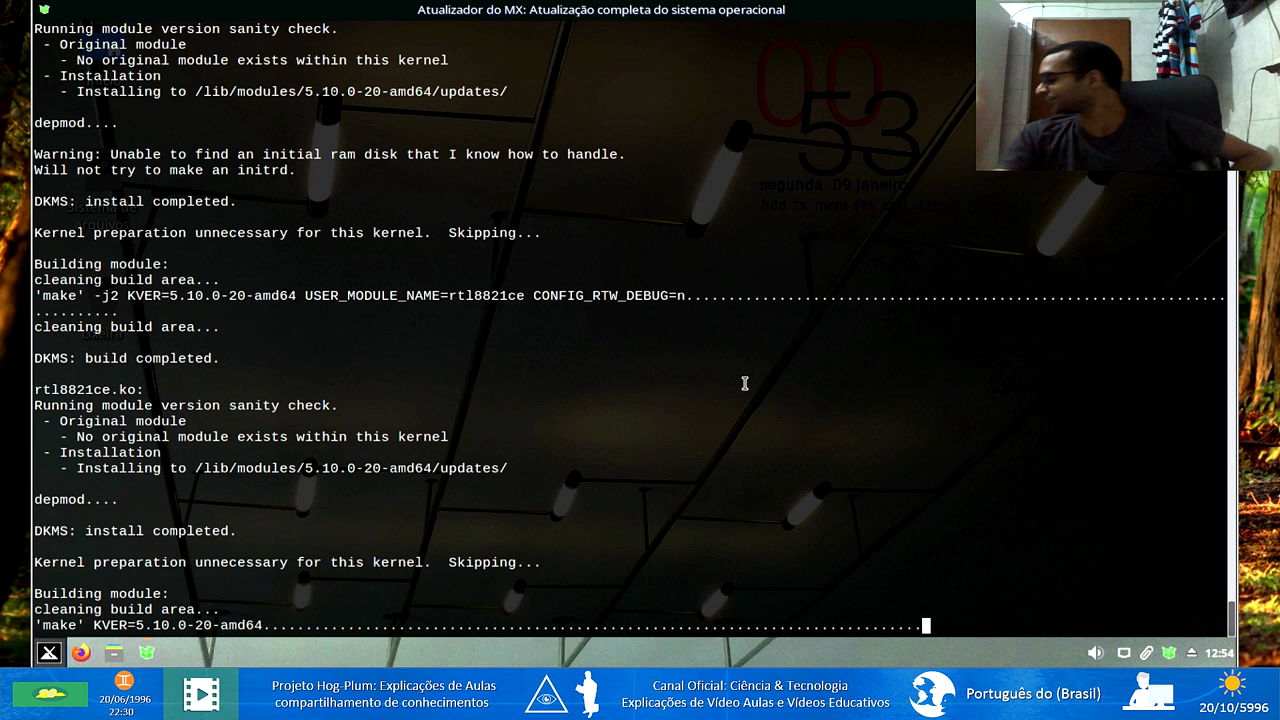 Atualizador do MX: Atualização completa do sistema operacional
Running module version sanity check.
- Original module
- No original module exists within this kernel
- Installation
- Installing to /lib/modules/5.10.0-20-amd64/updates/
depmod....
Warning: Unable to find an initial ram disk that I know how to handle.
Will not try to make an initrd.
DKMS: install completed.
Kernel preparation unnecessary for this kernel.  Skipping...
Building module:
cleaning build area...
'make' -j2 KVER=5.10.0-20-amd64 USER_MODULE_NAME=rtl8821ce CONFIG_RTW_DEBUG=n.......................................................................
..........
cleaning build area...
DKMS: build completed.
rtl8821ce.ko:
Running module version sanity check.
- Original module
- No original module exists within this kernel
- Installation
- Installing to /lib/modules/5.10.0-20-amd64/updates/
depmod....
DKMS: install completed.
Kernel preparation unnecessary for this kernel.  Skipping...
Building module:
cleaning build area...
'make' KVER=5.10.0-20-amd64..............................................................................
00
53
segunda 09 janeiro
hdd 7% mem 68%
Sistema de
arquivos
12:54
20/06/1996
22:30
Projeto Hog-Plum: Explicações de Aulas
compartilhamento de conhecimentos
Canal Oficial: Ciência & Tecnologia
Explicações de Vídeo Aulas e Vídeos Educativos
Português do (Brasil)
20/10/5996